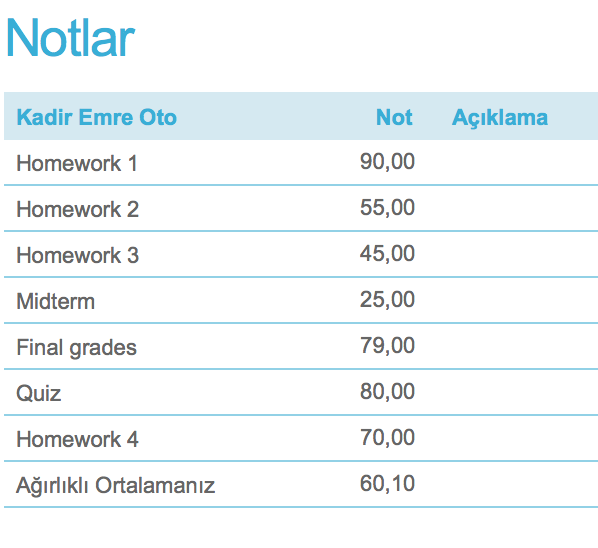 Notlar
Kadir Emre Oto Not Açıklama
Homework 1 90,00
Homework 2 55,00
Homework 3 45,00
Midterm 25,00
Final grades 79,00
Quiz 80,00
Homework 4 70,00
Ağırlıklı Ortalamanız 60,10